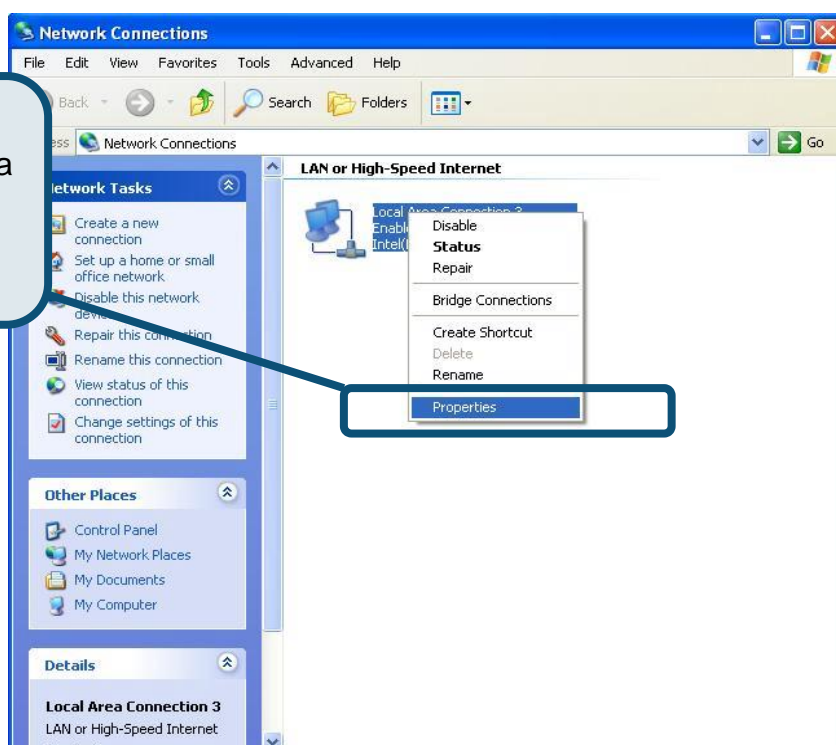 Network Connections
File Edit View Favorites Tools Advanced Help
Back Search Folders
a
Network Connections Go
Network Tasks
Create a new
connection
Set up a home or small
office network
Disable this network
Repair this connection
Rename this connection
View status of this
connection
Change settings of this
connection
Other Places
Control Panel
My Network Places
My Documents
My Computer
Details
Local Area Connection 3
LAN or High-Speed Internet
LAN or High-Speed Internet
Local Area Connection 3
Disable
Status
Repair
Bridge Connections
Create Shortcut
Delete
Rename
Properties